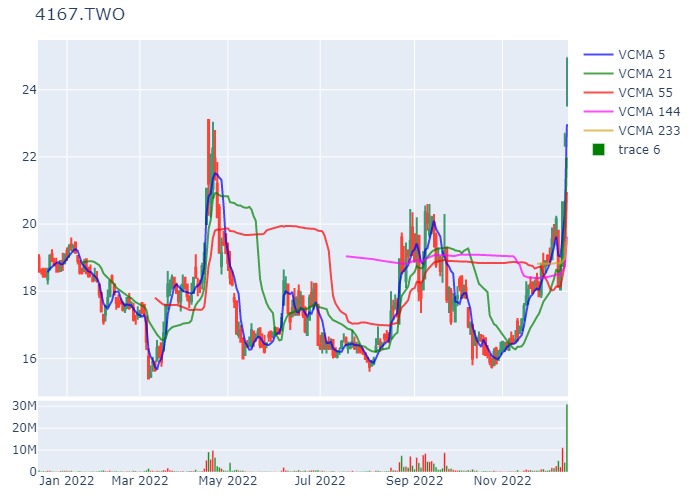 4167.TWO
24
22
20
18
16
30M
20M
10M
0
Jan 2022
Mar 2022
May 2022
Jul 2022
Sep 2022
Nov 2022
VCMA 5
VCMA 21
VCMA 55
VCMA 144
VCMA 233
trace 6